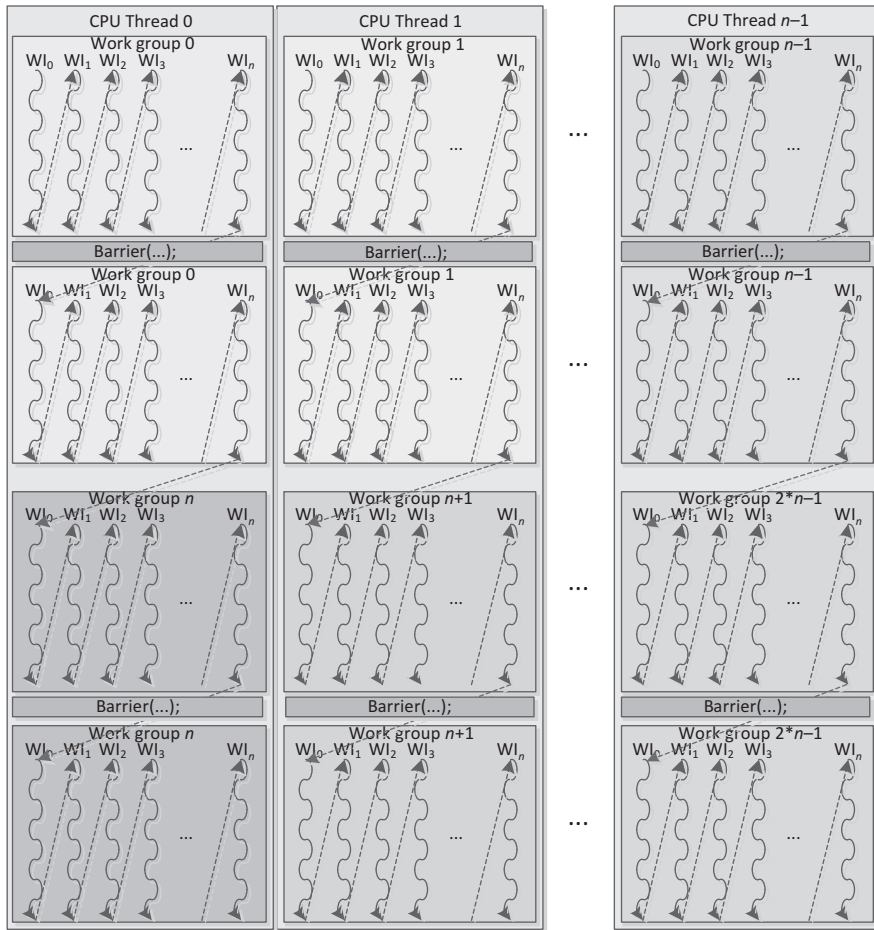 CPU Thread 0 CPU Thread 1 CPU Thread n–1
Work group 0 Work group 1 Work group n–1
WI0 WI1 WI2 WI3 WIn WI0 WI1 WI2 WI3 WIn WI0 WI1 WI2 WI3 WIn
...
... ... ...
Barrier(...); Barrier(...); Barrier(...);
Work group 0 Work group 1 Work group n–1
WI0 WI1 WI2 WI3 WIn WI0 WI1 WI2 WI3 WIn WI0 WI1 WI2 WI3 WIn
...
... ... ...
Work group n Work group n+1 Work group 2*n–1
WI0 WI1 WI2 WI3 WIn WI0 WI1 WI2 WI3 WIn WI0 WI1 WI2 WI3 WIn
...
... ... ...
Barrier(...); Barrier(...); Barrier(...);
Work group n Work group n+1 Work group 2*n–1
WI0 WI1 WI2 WI3 WIn WI0 WI1 WI2 WI3 WIn WI0 WI1 WI2 WI3 WIn
...
... ... ...